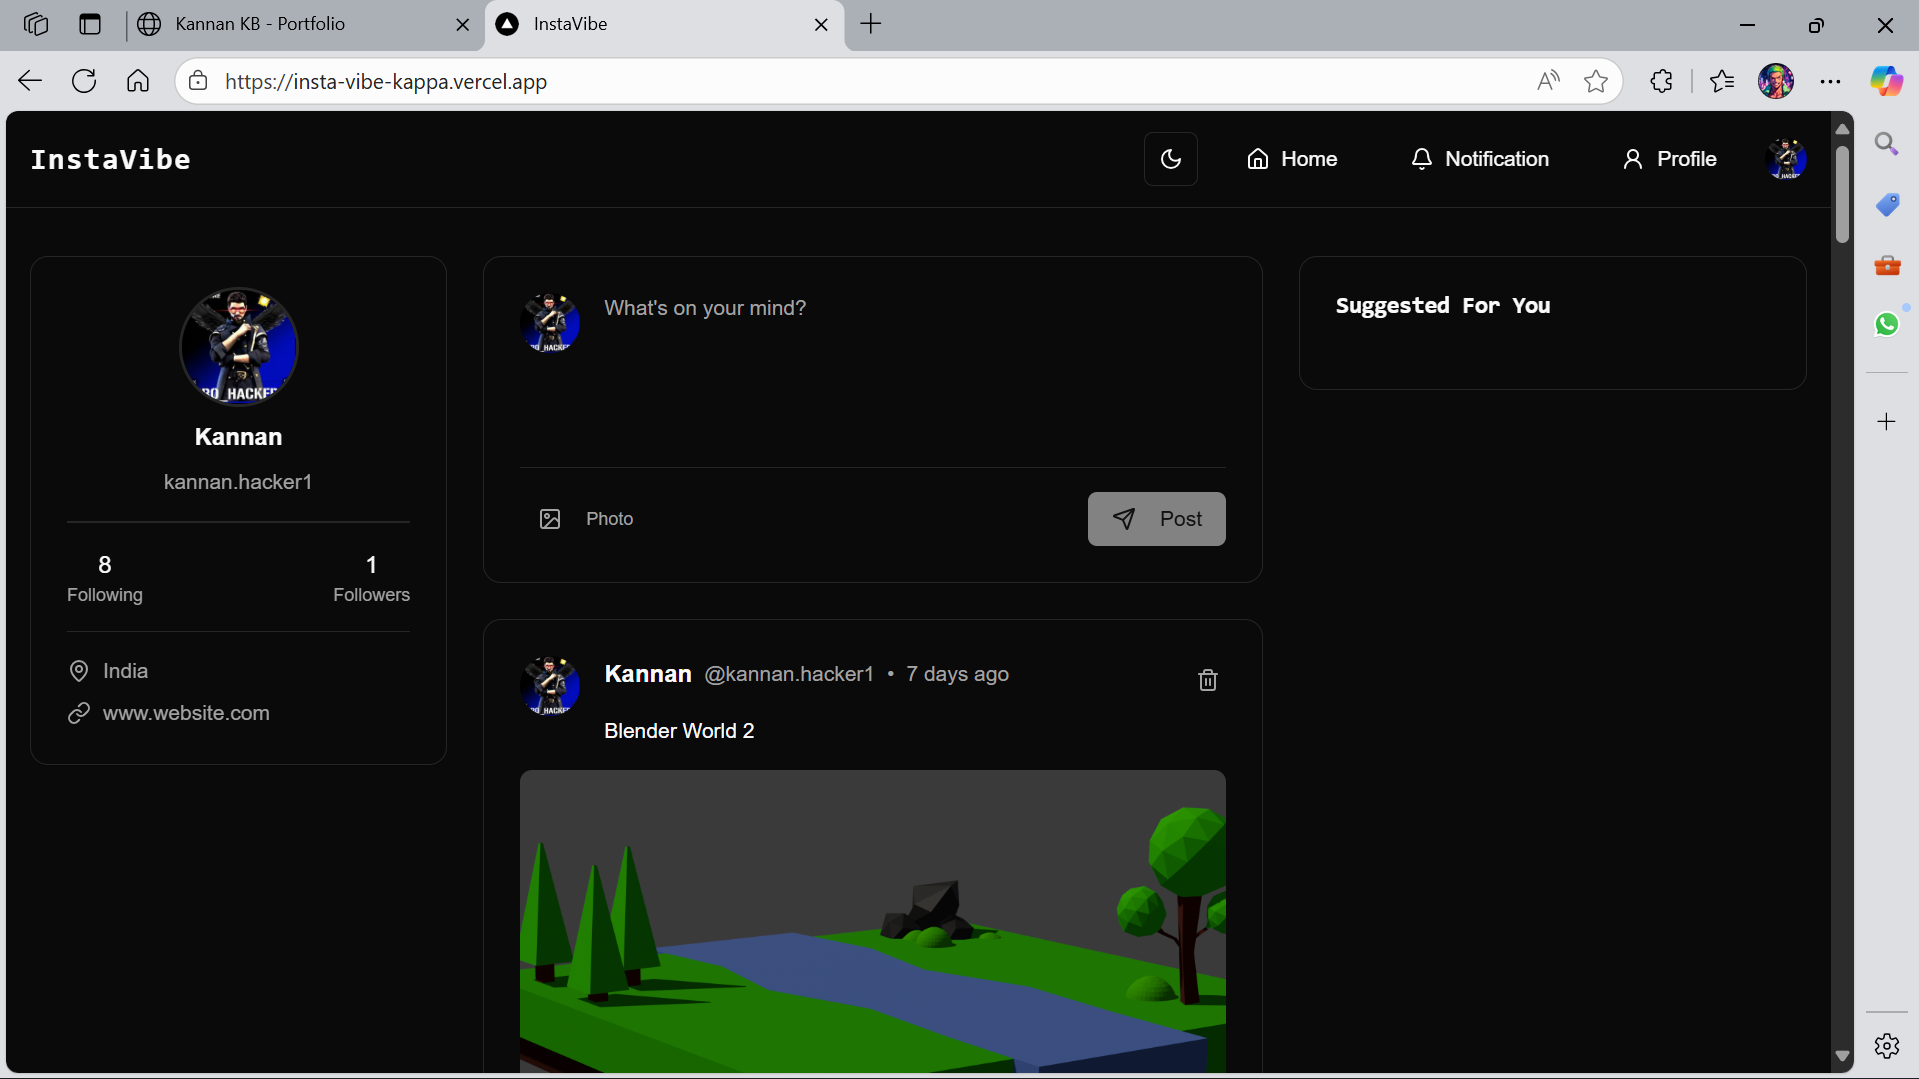 Kannan KB - Portfolio
InstaVibe
https://insta-vibe-kappa.vercel.app
InstaVibe
Home
Notification
Profile
Kannan
kannan.hacker1
8
Following
1
Followers
India
www.website.com
What's on your mind?
Photo
Post
Kannan @kannan.hacker1 • 7 days ago
Blender World 2
Suggested For You